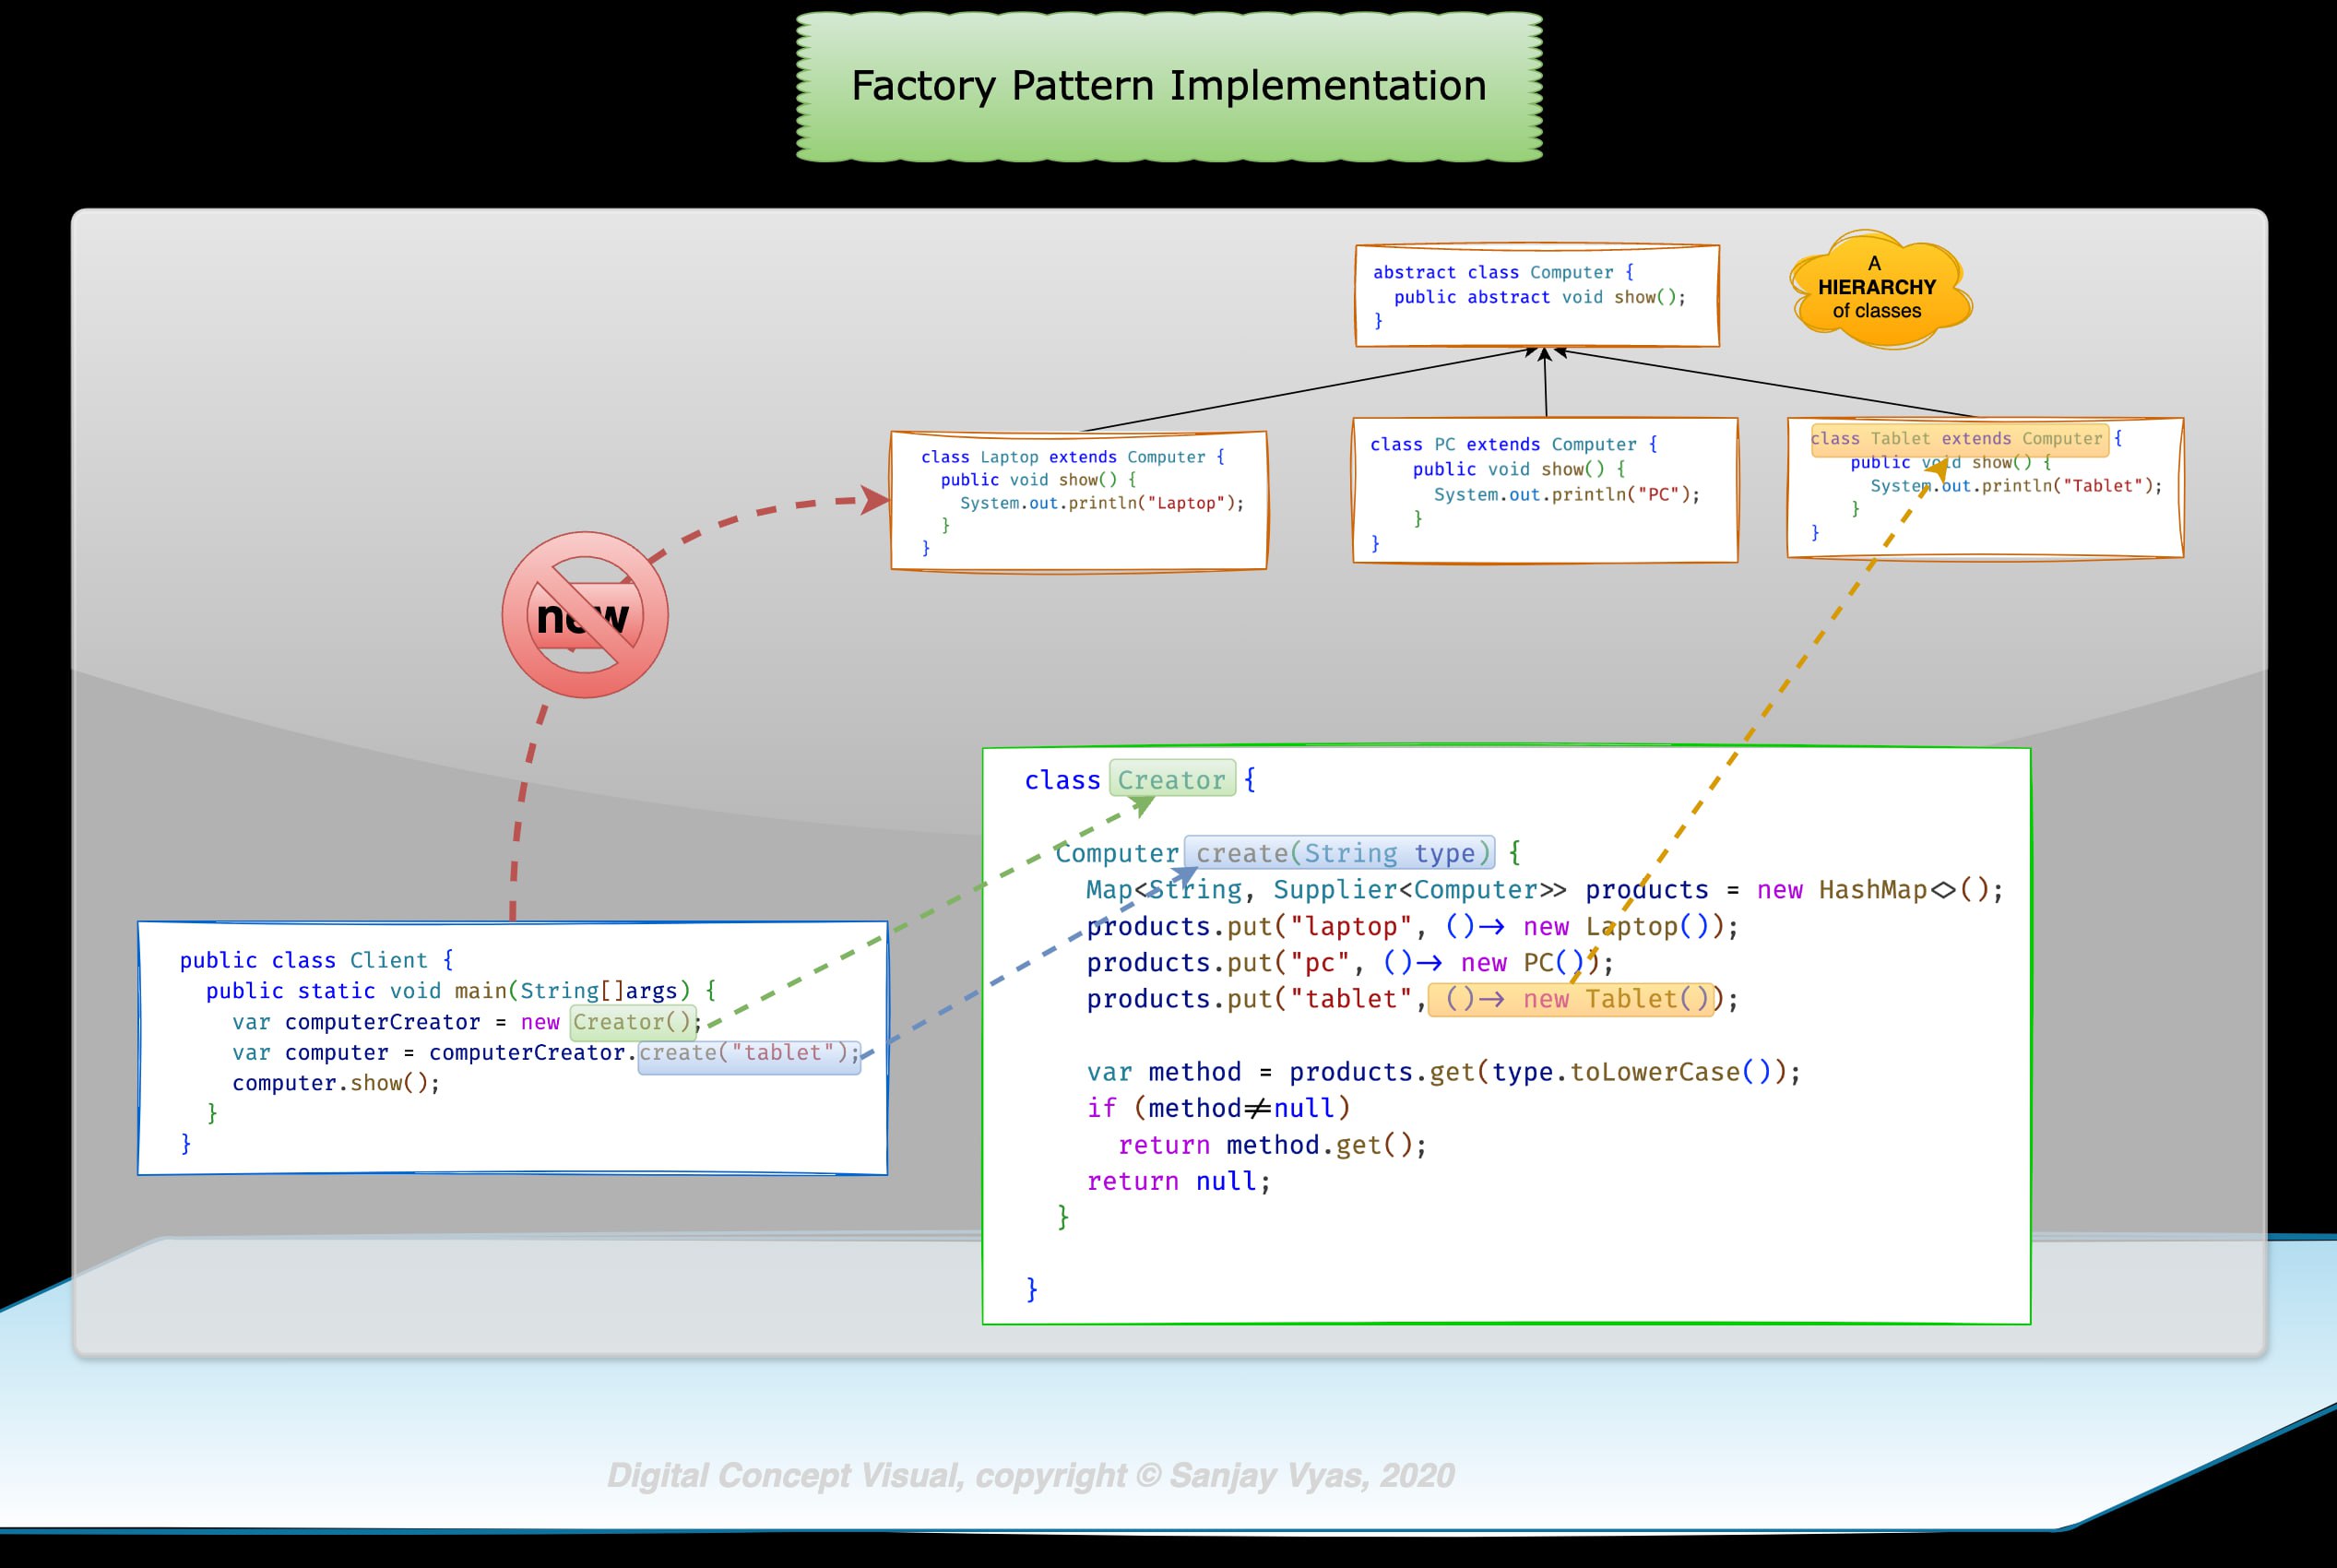 Factory Pattern Implementation
abstract class Computer {
  public abstract void show();
}
A
HIERARCHY
of classes
class Laptop extends Computer {
  public void show() {
    System.out.println("Laptop");
  }
}
class PC extends Computer {
    public void show() {
      System.out.println("PC");
    }
}
class Tablet extends Computer {
    public void show() {
      System.out.println("Tablet");
    }
}
new
public class Client {
  public static void main(String[]args) {
    var computerCreator = new Creator();
    var computer = computerCreator.create("tablet");
    computer.show();
  }
}
class Creator {
  Computer create(String type) {
    Map<String, Supplier<Computer>> products = new HashMap<>();
    products.put("laptop", ()→ new Laptop());
    products.put("pc", ()→ new PC());
    products.put("tablet", ()→ new Tablet());
    var method = products.get(type.toLowerCase());
    if (method≠null)
      return method.get();
    return null;
  }
}
Digital Concept Visual, copyright © Sanjay Vyas, 2020